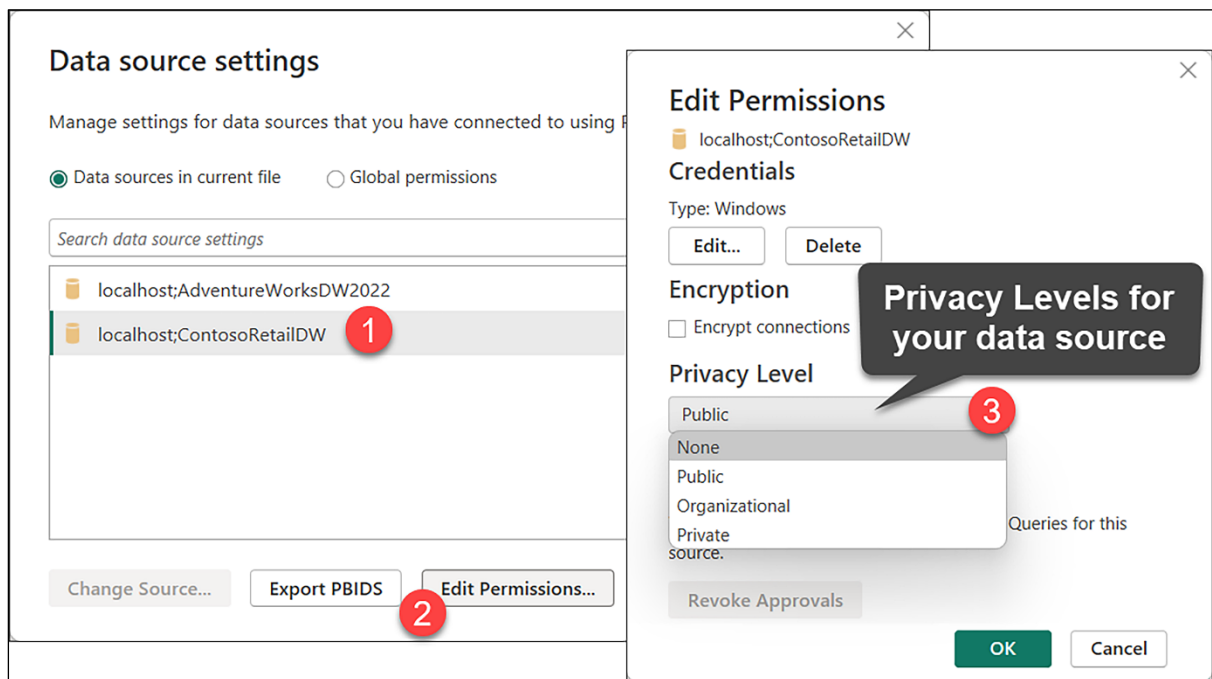 Data source settings
Manage settings for data sources that you have connected to using
Data sources in current file
Global permissions
Search data source settings
localhost;AdventureWorksDW2022
localhost;ContosoRetailDW
1
Change Source...
Export PBIDS
Edit Permissions...
2
Edit Permissions
localhost;ContosoRetailDW
Credentials
Type: Windows
Edit...
Delete
Encryption
Encrypt connections
Privacy Levels for
your data source
Privacy Level
Public
3
None
Public
Organizational
Private
Queries for this
source.
Revoke Approvals
OK
Cancel